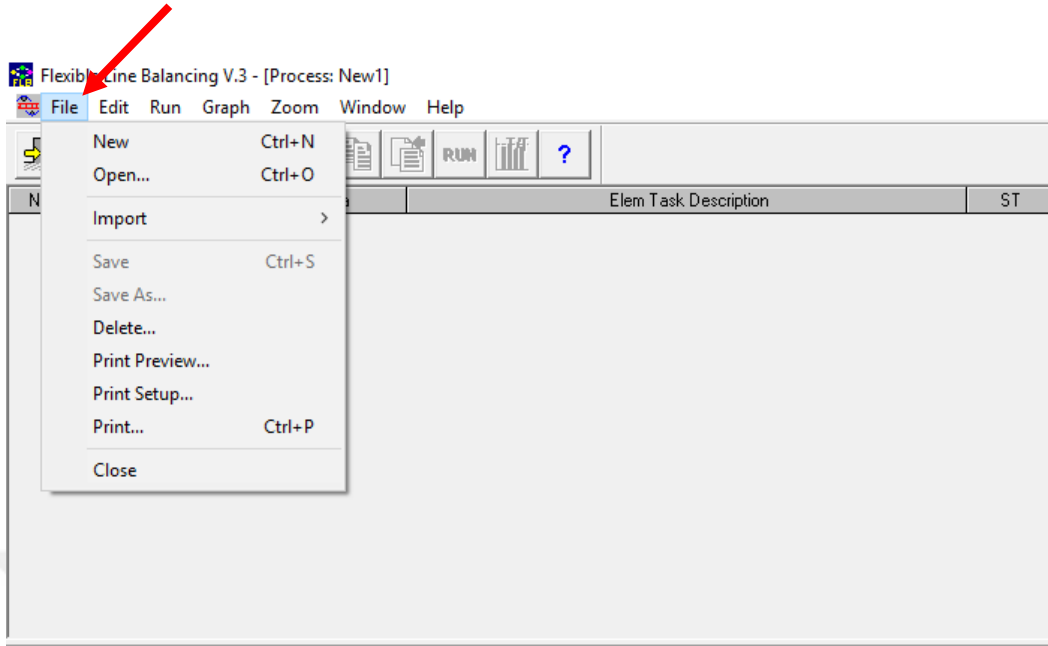 Flexible Line Balancing V.3 - [Process: New1]
File Edit Run Graph Zoom Window Help
RUN ?
New Ctrl+N
Open... Ctrl+O
Elem Task Description ST
Import >
Save Ctrl+S
Save As...
Delete...
Print Preview...
Print Setup...
Print... Ctrl+P
Close